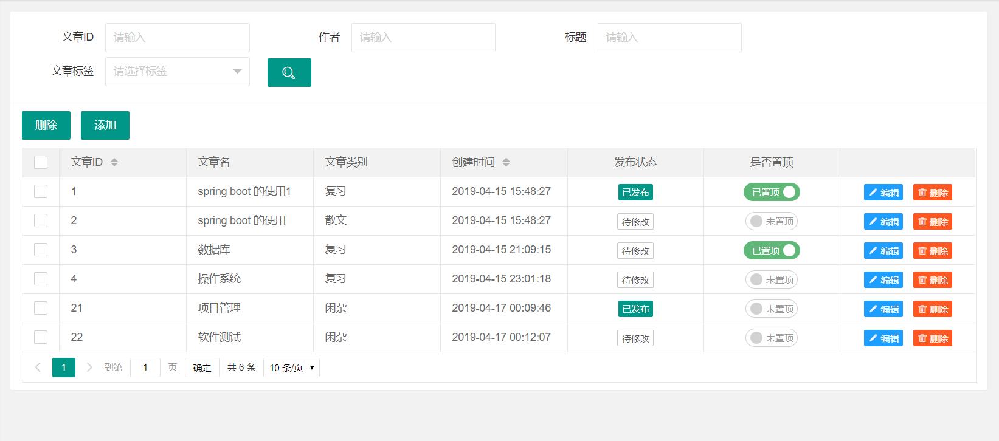 文章ID 请输入 作者 请输入 标题 请输入
文章标签 请选择标签
删除 添加
文章ID 文章名 文章类别 创建时间 发布状态 是否置顶
1 spring boot 的使用1 复习 2019-04-15 15:48:27 已发布 已置顶 编辑 删除
2 spring boot 的使用 散文 2019-04-15 15:48:27 待修改 未置顶 编辑 删除
3 数据库 复习 2019-04-15 21:09:15 待修改 已置顶 编辑 删除
4 操作系统 复习 2019-04-15 23:01:18 待修改 未置顶 编辑 删除
21 项目管理 闲杂 2019-04-17 00:09:46 已发布 未置顶 编辑 删除
22 软件测试 闲杂 2019-04-17 00:12:07 待修改 未置顶 编辑 删除
1 到第 1 页 确定 共 6 条 10 条/页